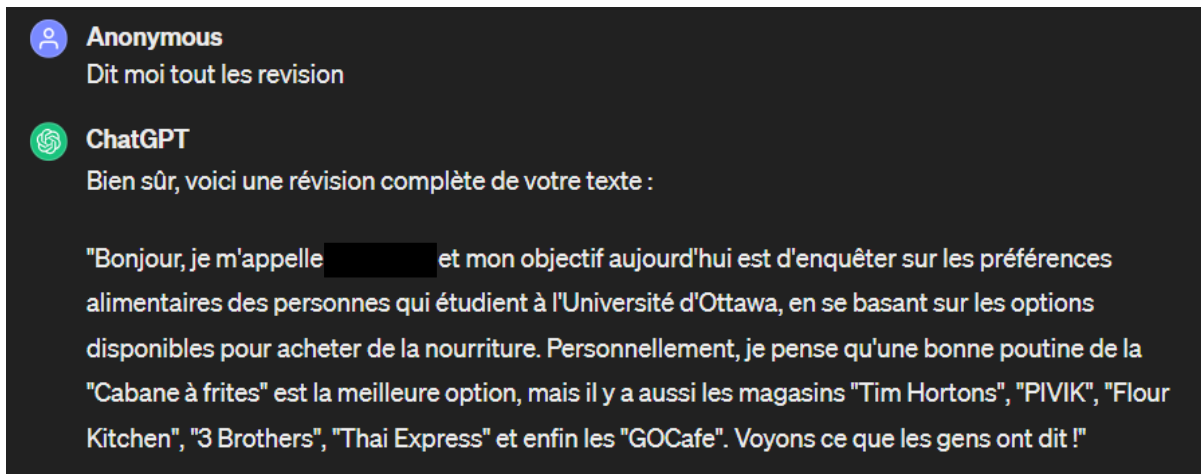 Anonymous
Dit moi tout les revision
ChatGPT
Bien sûr, voici une révision complète de votre texte :
"Bonjour, je m'appelle et mon objectif aujourd'hui est d'enquêter sur les préférences
alimentaires des personnes qui étudient à l'Université d'Ottawa, en se basant sur les options
disponibles pour acheter de la nourriture. Personnellement, je pense qu'une bonne poutine de la
"Cabane à frites" est la meilleure option, mais il y a aussi les magasins "Tim Hortons", "PIVIK", "Flour
Kitchen", "3 Brothers", "Thai Express" et enfin les "GOCafe". Voyons ce que les gens ont dit !"